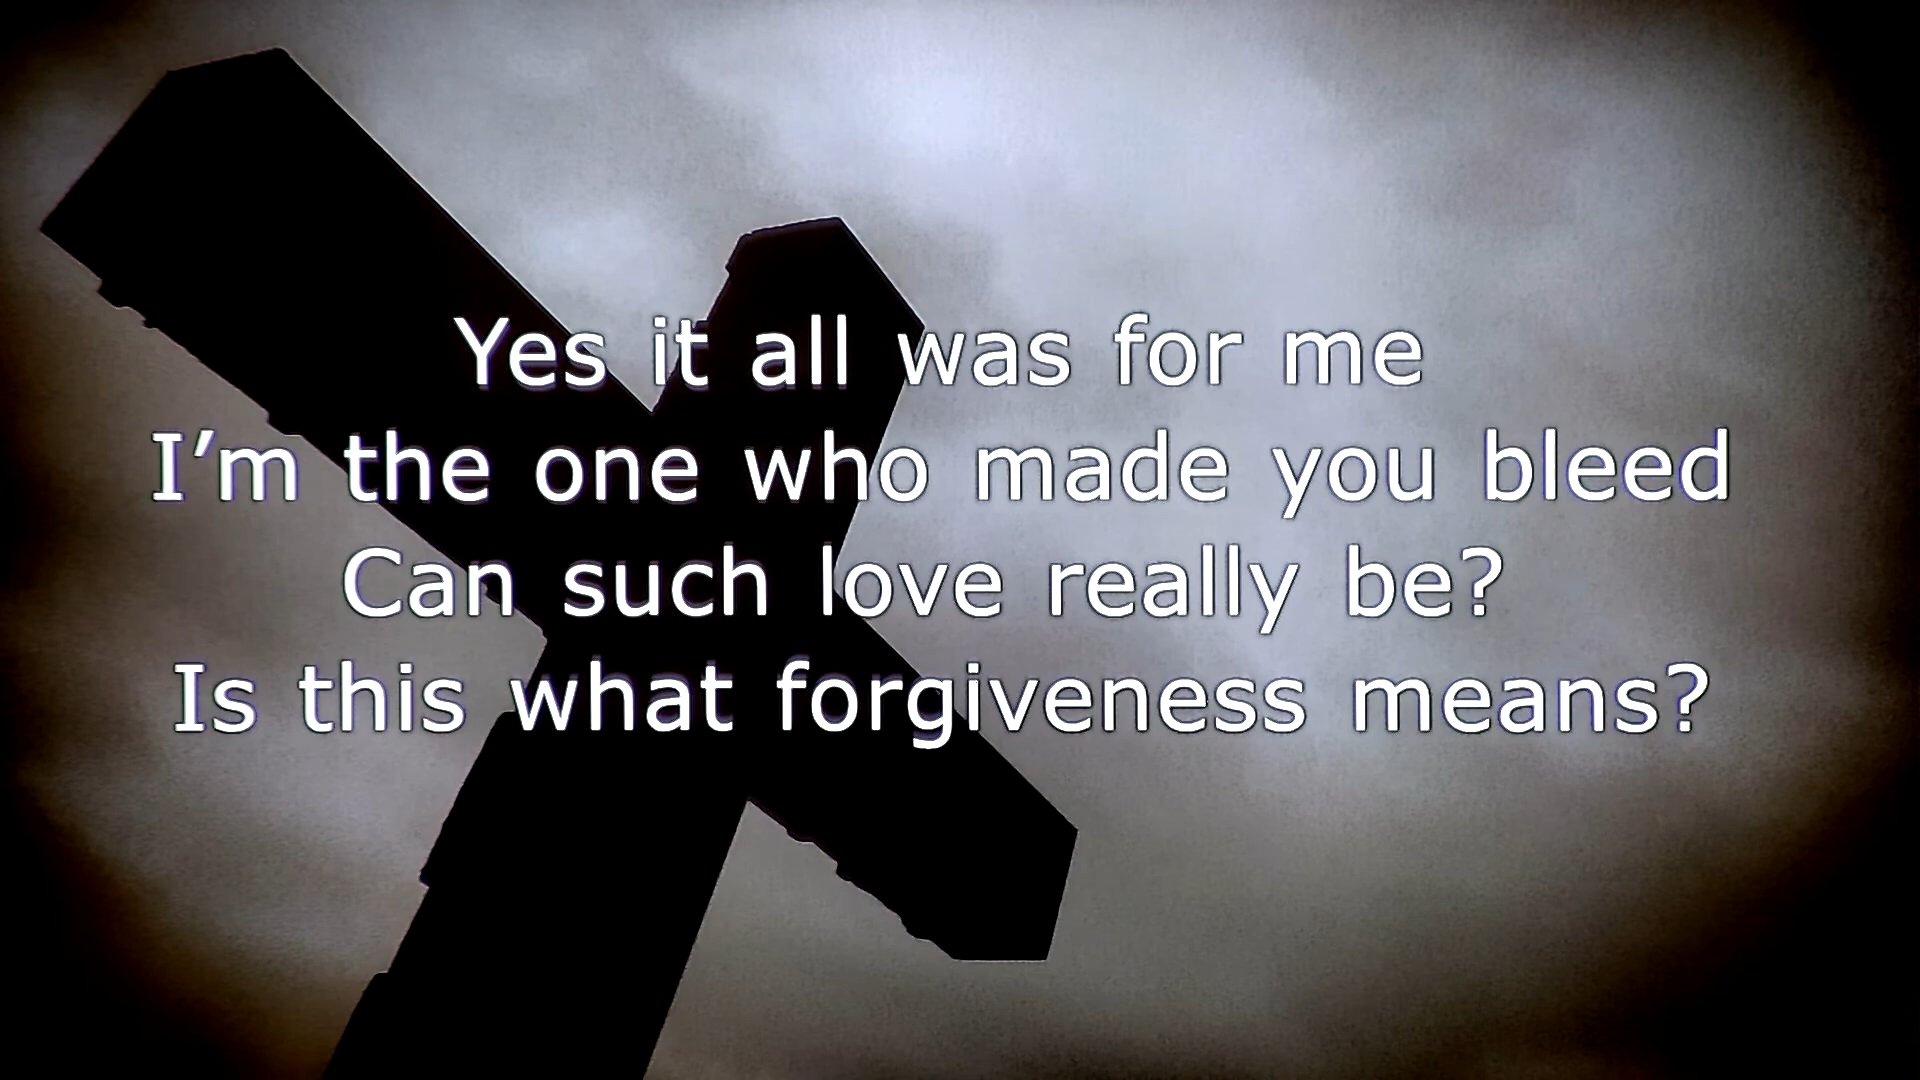 Yes it all was for me
I’m the one who made you bleed
Can such love really be?
Is this what forgiveness means?